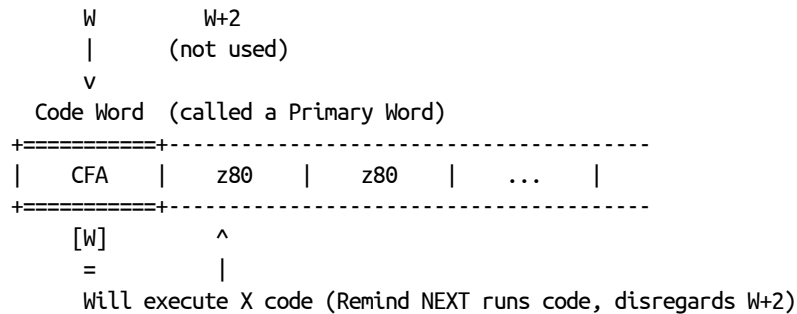 W W+2
| (not used)
v
Code Word (called a Primary Word)
+===========+----------------------------------------
| CFA | z80 | z80 | ... |
+===========+----------------------------------------
[W] ^
= |
Will execute X code (Remind NEXT runs code, disregards W+2)